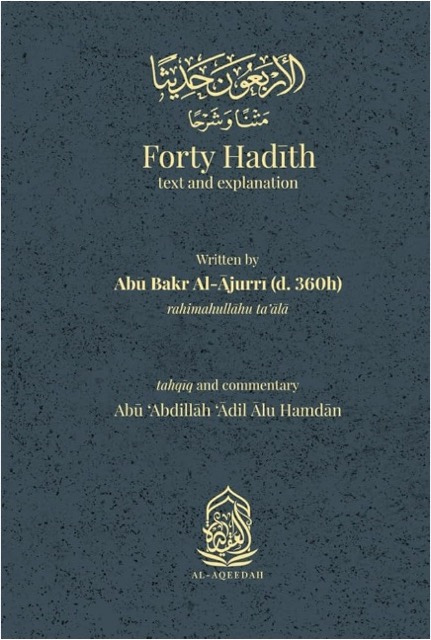 الأربعون حديثا
متنا وشرحا
Forty Hadīth
text and explanation
Written by
Abu Bakr Al-Ājurrī (d. 360h)
rahimahullāhu ta'ālā
tahqiq and commentary
Abū ‘Abdillāh ‘Ādil Ālu Hamdān
العقيدة
AL-AQEEDAH